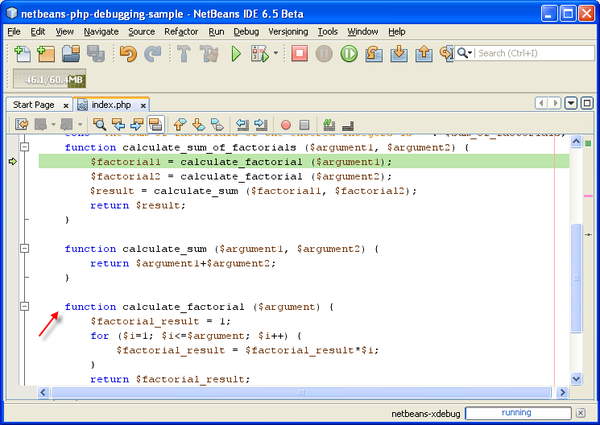 netbeans-php-debugging-sample - NetBeans IDE 6.5 Beta
File Edit View Navigate Source Refactor Run Debug Versioning Tools Window Help
Search (Ctrl+I)
46.1/60.4MB
Start Page index.php
function calculate_sum_of_factorials ($argument1, $argument2) {
$factorial1 = calculate_factorial ($argument1);
$factorial2 = calculate_factorial ($argument2);
$result = calculate_sum ($factorial1, $factorial2);
return $result;
}
function calculate_sum ($argument1, $argument2) {
return $argument1+$argument2;
}
function calculate_factorial ($argument) {
$factorial_result = 1;
for ($i=1; $i<=$argument; $i++) {
$factorial_result = $factorial_result*$i;
}
return $factorial_result;
netbeans-xdebug running